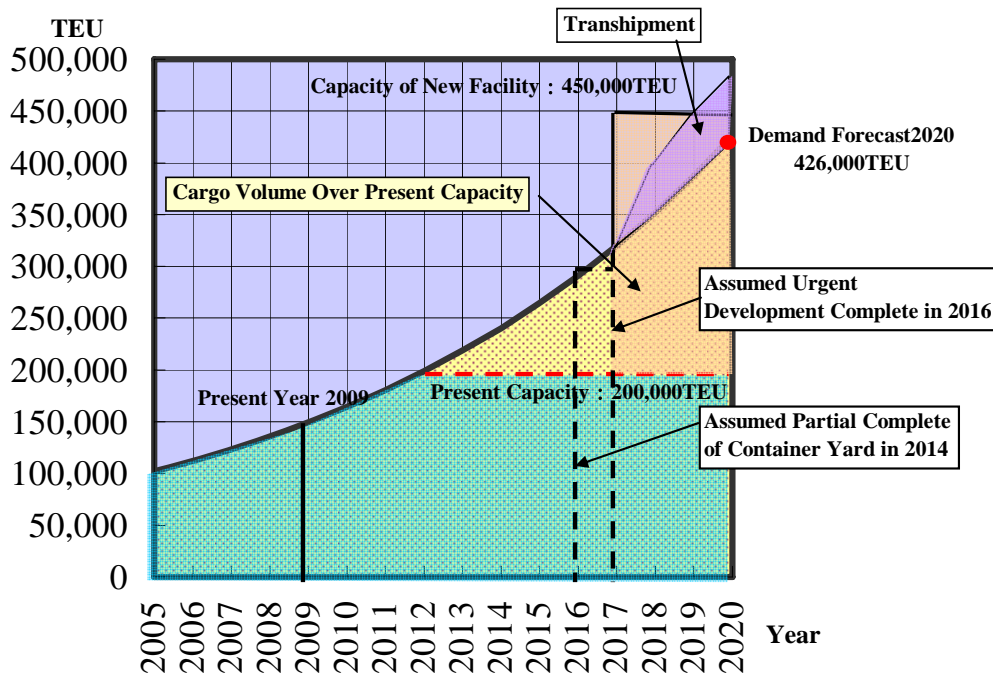 TEU
Transhipment
500,000
450,000
400,000
350,000
300,000
250,000
200,000
150,000
100,000
50,000
0
Capacity of New Facility : 450,000TEU
Demand Forecast2020
426,000TEU
Cargo Volume Over Present Capacity
Assumed Urgent
Development Complete in 2016
Present Year 2009
Present Capacity : 200,000TEU
Assumed Partial Complete
of Container Yard in 2014
2005
2006
2007
2008
2009
2010
2011
2012
2013
2014
2015
2016
2017
2018
2019
2020
Year